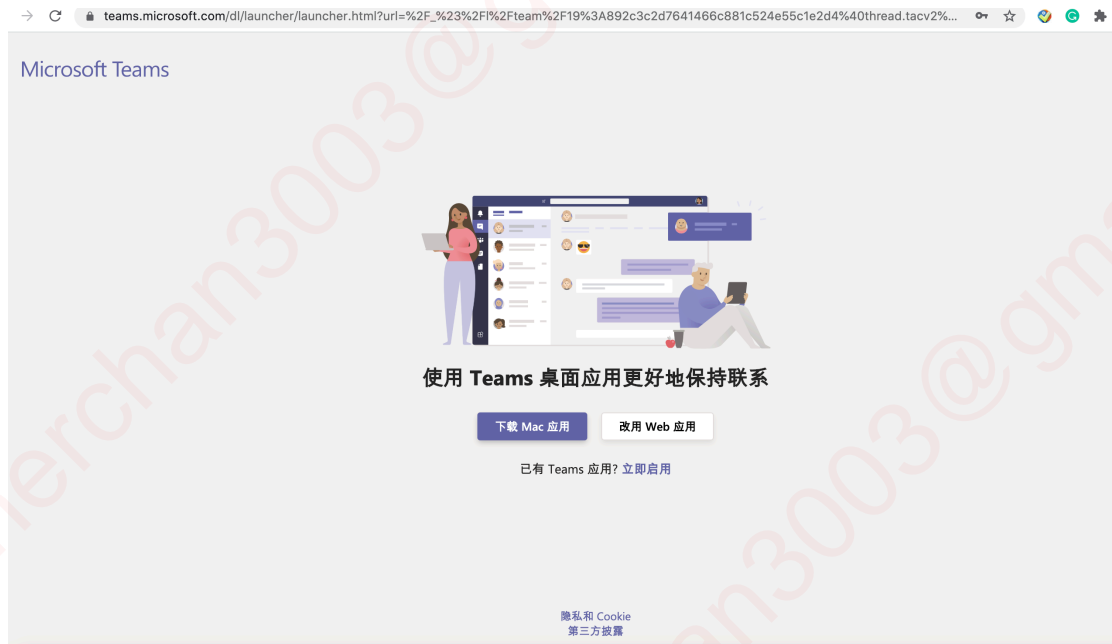 teams.microsoft.com/dl/launcher/launcher.html?url=%2F_%23%2Fl%2Fteam%2F19%3A892c3c2d7641466c881c524e55c1e2d4%40thread.tacv2%...
Microsoft Teams
使用 Teams 桌面应用更好地保持联系
下载 Mac 应用
改用 Web 应用
已有 Teams 应用? 立即启用
隐私和 Cookie
第三方披露